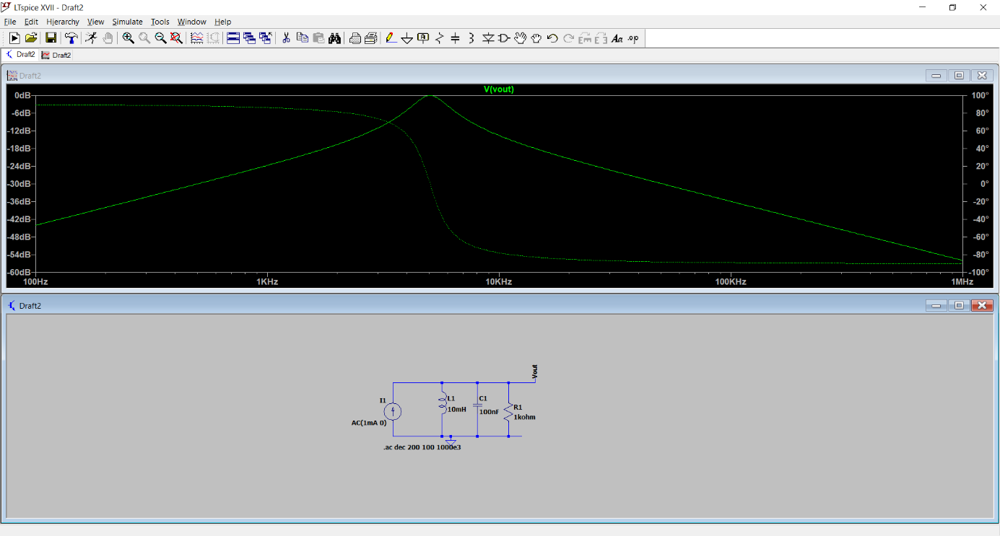 LTspice XVII - Draft2
File Edit Hierarchy View Simulate Tools Window Help
Draft2 Draft2
Draft2
V(vout)
0dB 100°
-6dB 80°
-12dB 60°
-18dB 40°
-24dB 20°
-30dB 0°
-36dB -20°
-42dB -40°
-48dB -60°
-54dB -80°
-60dB -100°
100Hz 1KHz 10KHz 100KHz 1MHz
Draft2
Vout
I1 L1 C1
10mH 100nF R1
AC(1mA 0) 1kohm
.ac dec 200 100 1000e3